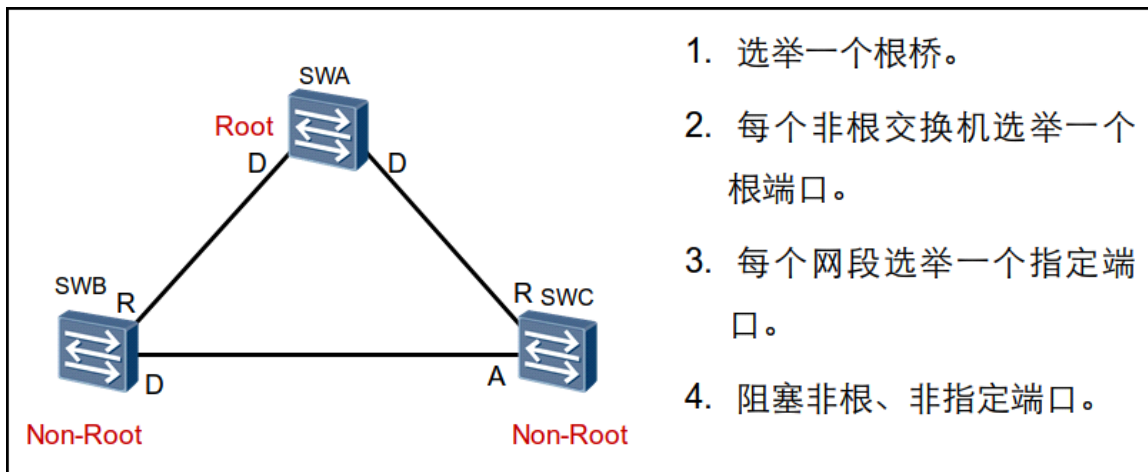 SWA
Root
D
D
SWB
R
R
SWC
D
A
Non-Root
Non-Root
1. 选举一个根桥。
2. 每个非根交换机选举一个
根端口。
3. 每个网段选举一个指定端
口。
4. 阻塞非根、非指定端口。